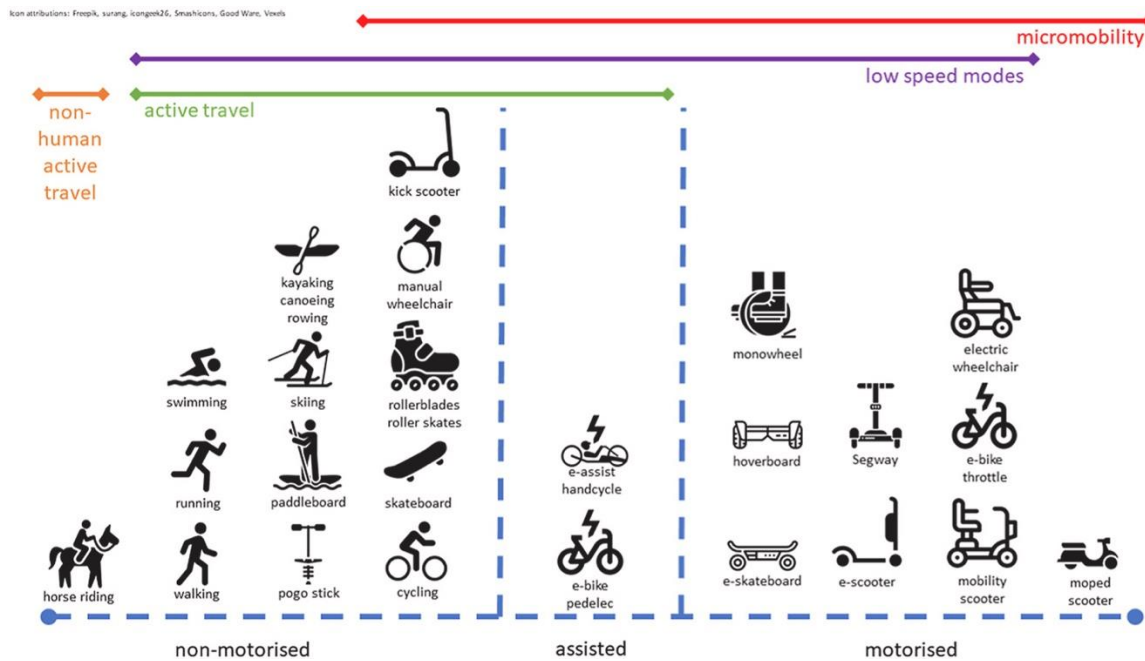 Icon attributions: Freepik, surang, icongeek26, Smashicons, Good Ware, Vexels
micromobility
low speed modes
active travel
non-
human
active
travel
kick scooter
kayaking
canoeing
rowing
manual
wheelchair
monowheel
electric
wheelchair
swimming
skiing
rollerblades
roller skates
hoverboard
Segway
e-bike
throttle
running
paddleboard
skateboard
e-assist
handcycle
horse riding
walking
pogo stick
cycling
e-bike
pedelec
e-skateboard
e-scooter
mobility
scooter
moped
scooter
non-motorised
assisted
motorised